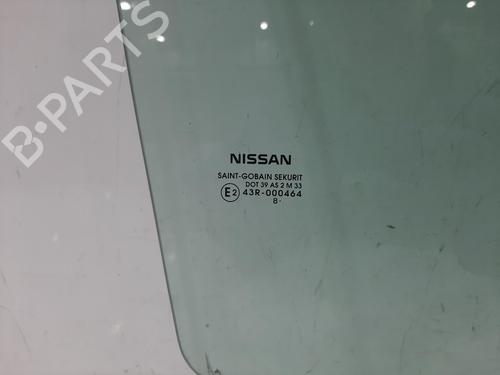 B-PARTS
NISSAN
SAINT-GOBAIN SEKURIT
DOT 39 AS 2 M 33
E2 43R-000464
8·